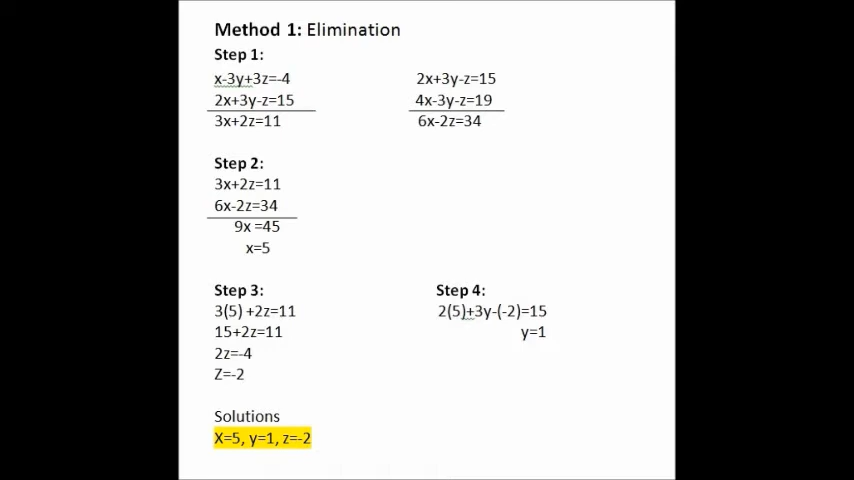 Method 1: Elimination
Step 1:
x-3y+3z=-4
2x+3y-z=15
3x+2z=11
2x+3y-z=15
4x-3y-z=19
6x-2z=34
Step 2:
3x+2z=11
6x-2z=34
9x =45
x=5
Step 3:
3(5) +2z=11
15+2z=11
2z=-4
Z=-2
Step 4:
2(5)+3y-(-2)=15
y=1
Solutions
X=5, y=1, z=-2